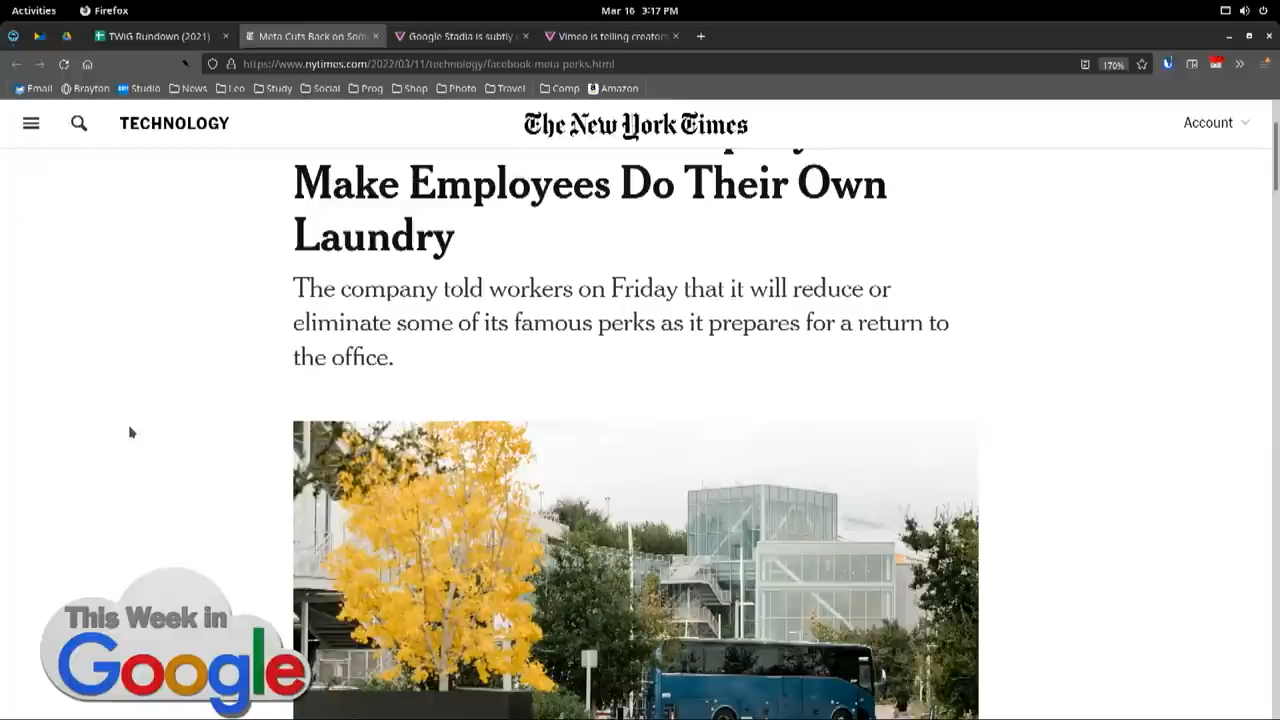 Activities
Firefox
Mar 16 3:17 PM
TWiG Rundown (2021)
Meta Cuts Back on Som
Google Stadia is subtly
Vimeo is telling creator
https://www.nytimes.com/2022/03/11/technology/facebook-meta-perks.html
170%
Email
Brayton
Studio
News
Leo
Study
Social
Prog
Shop
Photo
Travel
Comp
Amazon
TECHNOLOGY
The New York Times
Account
Make Employees Do Their Own
Laundry
The company told workers on Friday that it will reduce or
eliminate some of its famous perks as it prepares for a return to
the office.
This Week in
Google